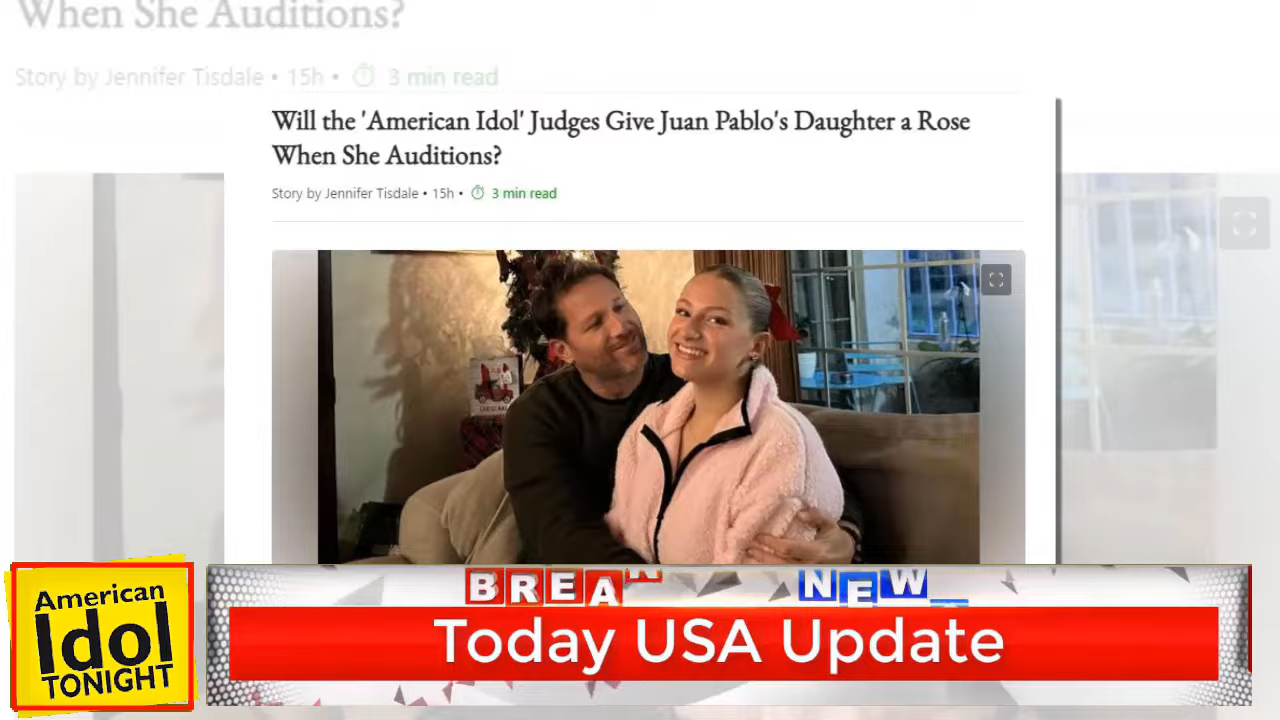 When She Auditions?
Story by Jennifer Tisdale • 15h • 3 min read
Will the 'American Idol' Judges Give Juan Pablo's Daughter a Rose
When She Auditions?
Story by Jennifer Tisdale • 15h • 3 min read
BREA NEW
Today USA Update
American
Idol
TONIGHT